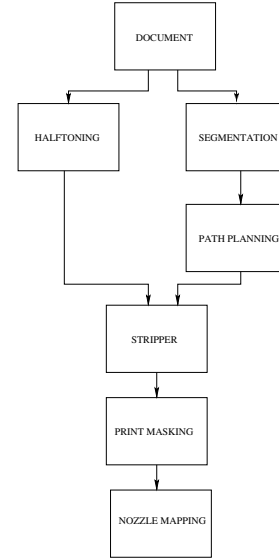 DOCUMENT
HALFTONING
SEGMENTATION
PATH PLANNING
STRIPPER
PRINT MASKING
NOZZLE MAPPING